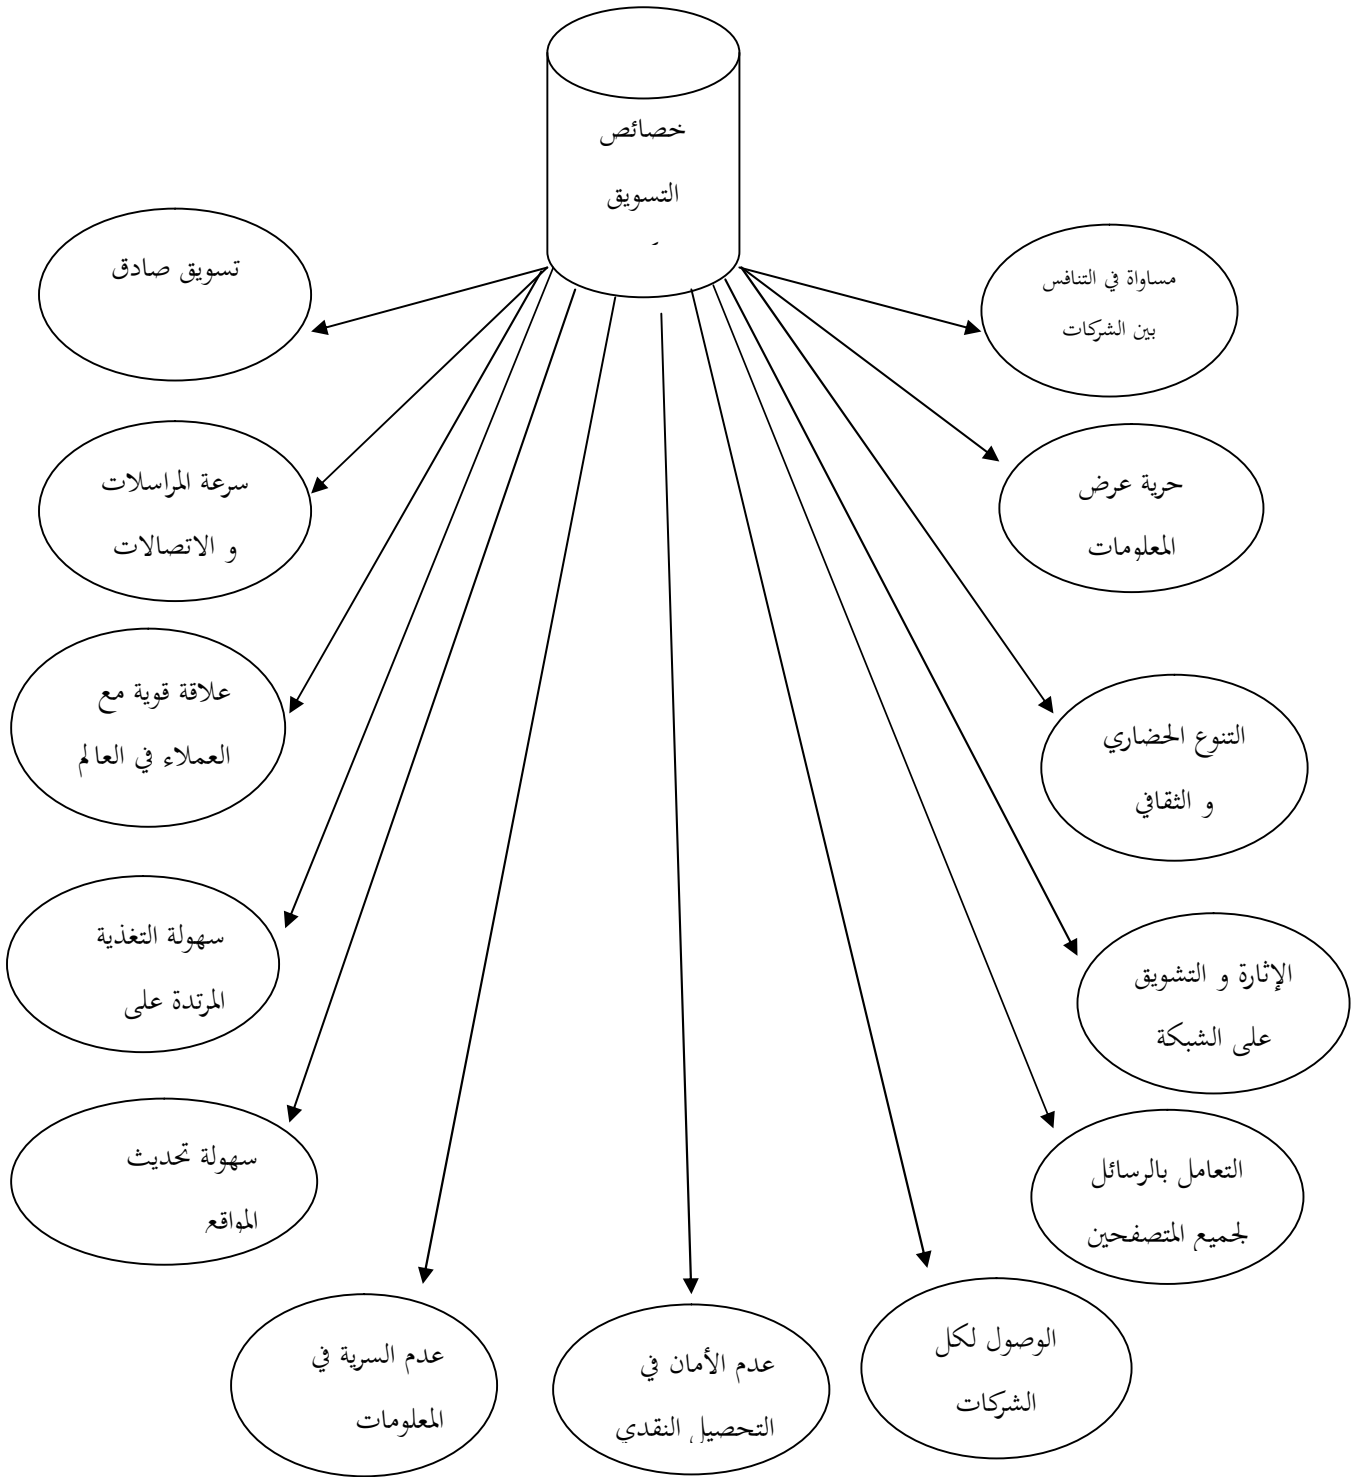 خصائص
التسويق
مساواة في التنافس
بين الشركات
تسويق صادق
حرية عرض
المعلومات
سرعة المراسلات
و الاتصالات
التنوع الحضاري
و الثقافي
علاقة قوية مع
العملاء في العالم
الإثارة و التشويق
على الشبكة
سهولة التغذية
المرتدة على
التعامل بالرسائل
لجميع المتصفحين
سهولة تحديث
المواقع
الوصول لكل
الشركات
عدم الأمان في
التحصيل النقدي
عدم السرية في
المعلومات